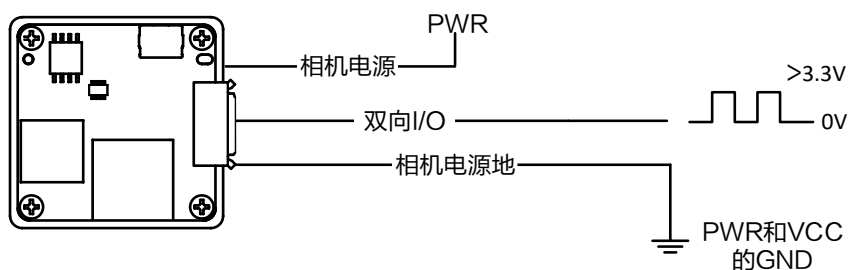 PWR
相机电源
>3.3V
双向I/O
0V
相机电源地
PWR和VCC
的GND